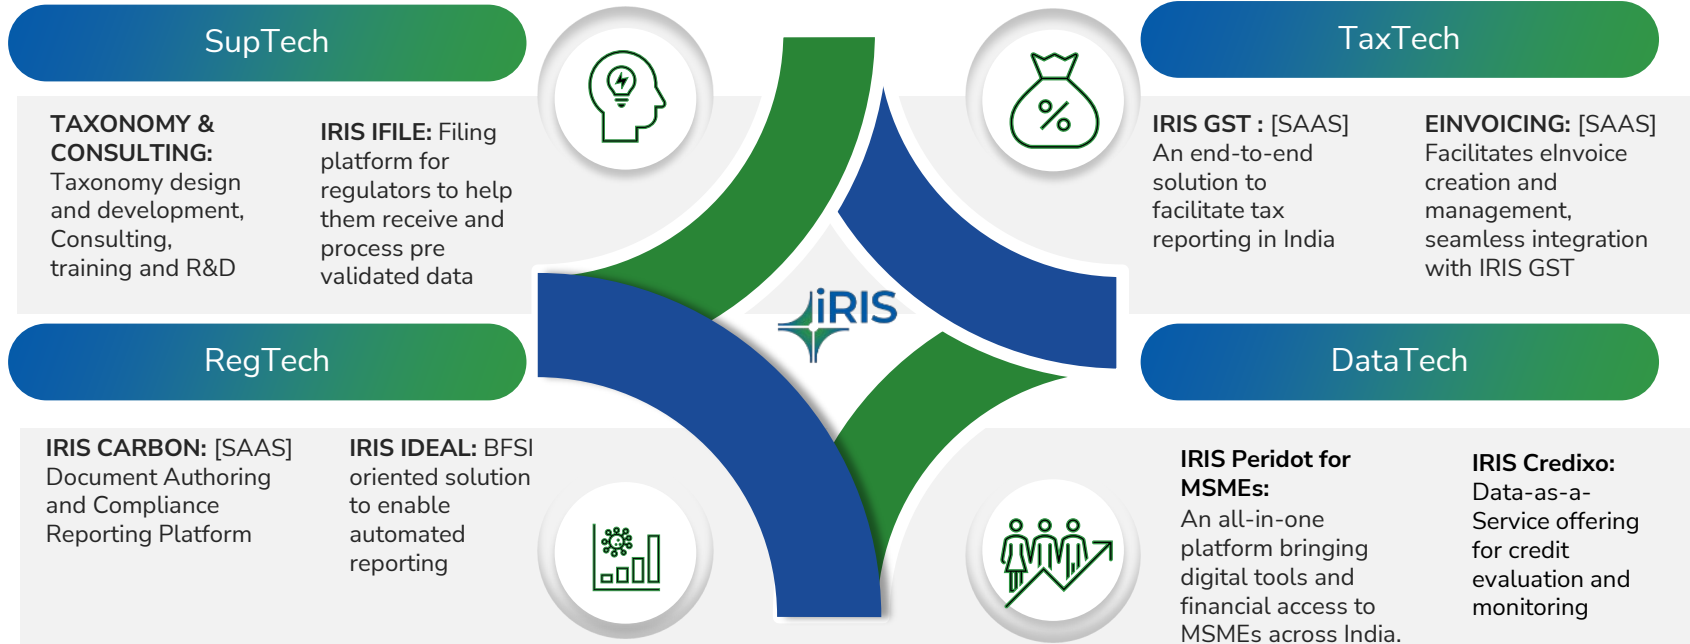 SupTech
TAXONOMY &
CONSULTING:
Taxonomy design
and development,
Consulting,
training and R&D
IRIS IFILE: Filing
platform for
regulators to help
them receive and
process pre
validated data
TaxTech
%
IRIS GST : [SAAS]
An end-to-end
solution to
facilitate tax
reporting in India
EINVOICING: [SAAS]
Facilitates eInvoice
creation and
management,
seamless integration
with IRIS GST
iRIS
RegTech
IRIS CARBON: [SAAS]
Document Authoring
and Compliance
Reporting Platform
IRIS IDEAL: BFSI
oriented solution
to enable
automated
reporting
DataTech
IRIS Peridot for
MSMEs:
An all-in-one
platform bringing
digital tools and
financial access to
MSMEs across India.
IRIS Credixo:
Data-as-a-
Service offering
for credit
evaluation and
monitoring